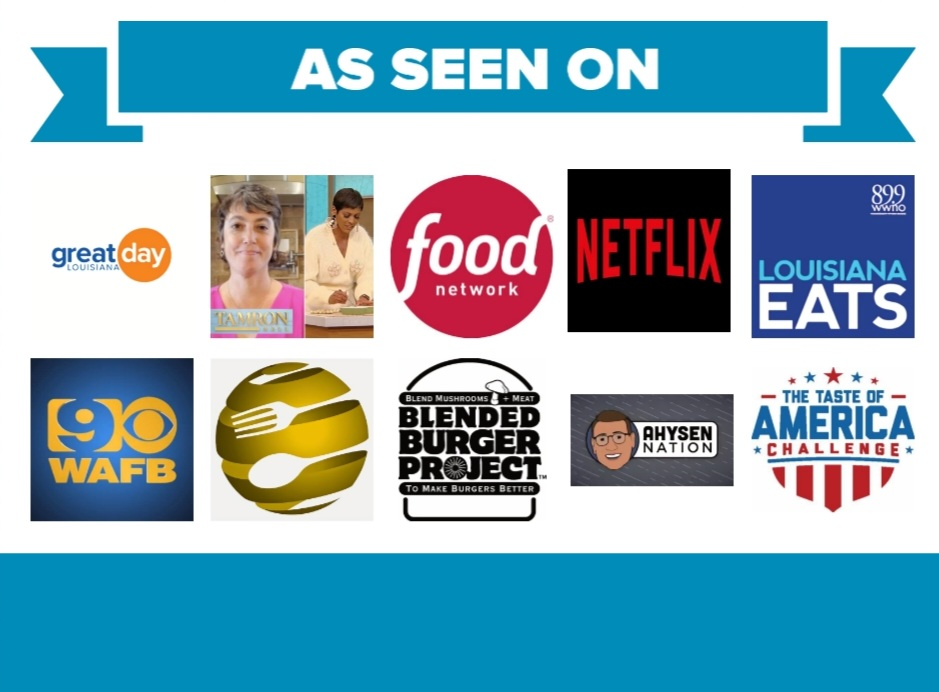 AS SEEN ON
great day
LOUISIANA
TAMRON
HALL
food
network®
NETFLIX
89.9
wwno
LOUISIANA
EATS
9
WAFB
BLEND MUSHROOMS + MEAT
BLENDED
BURGER
PROJECT™
TO MAKE BURGERS BETTER
AHYSEN
NATION
THE TASTE OF
AMERICA
CHALLENGE